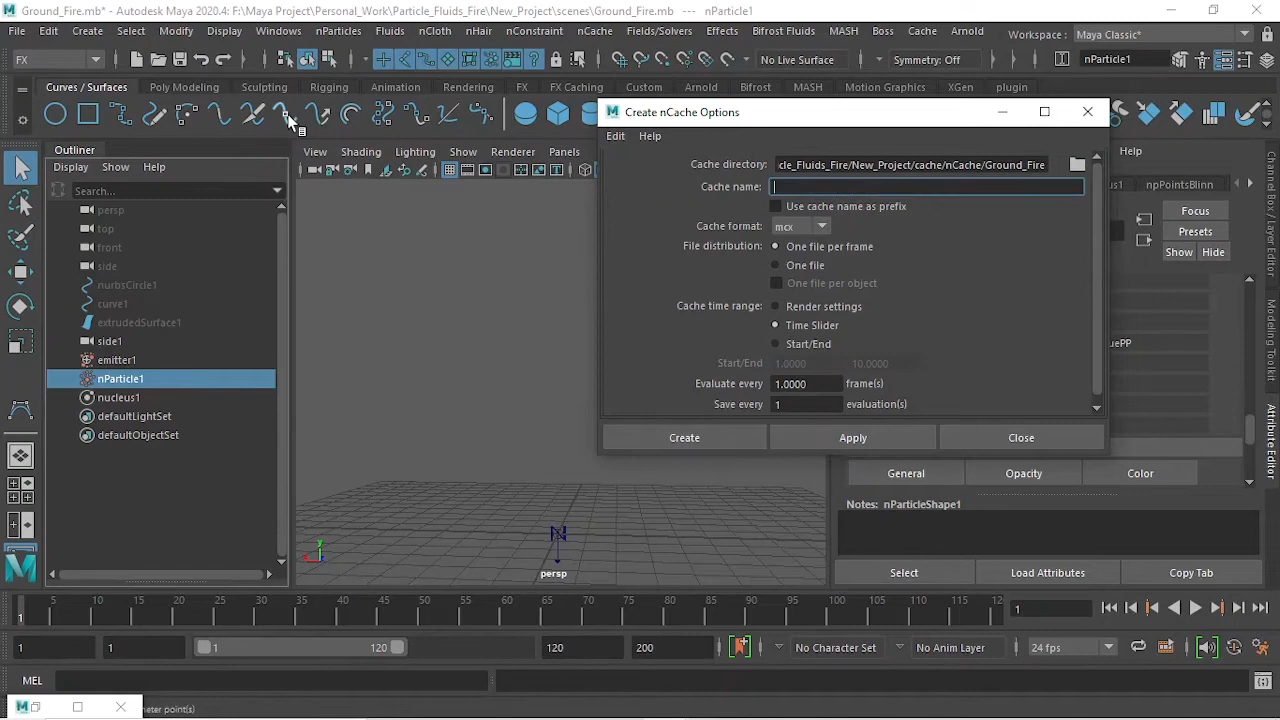 Ground_Fire.mb* - Autodesk Maya 2020.4: F:\Maya Project\Personal_Work\Particle_Fluids_Fire\New_Project\scenes\Ground_Fire.mb --- nParticle1
File Edit Create Select Modify Display Windows nParticles Fluids nCloth nHair nConstraint nCache Fields/Solvers Effects Bifrost Fluids MASH Boss Cache Arnold Workspace : Maya Classic*
FX No Live Surface Symmetry: Off nParticle1
Curves / Surfaces Poly Modeling Sculpting Rigging Animation Rendering FX FX Caching Custom Arnold Bifrost MASH Motion Graphics XGen plugin
Create nCache Options
Edit Help
Outliner
Display Show Help
Search...
persp
top
front
side
nurbsCircle1
curve1
extrudedSurface1
side1
emitter1
nParticle1
nucleus1
defaultLightSet
defaultObjectSet
View Shading Lighting Show Renderer Panels
persp
Cache directory: cle_Fluids_Fire/New_Project/cache/nCache/Ground_Fire
Cache name:
Use cache name as prefix
Cache format: mcx
File distribution: One file per frame
One file
One file per object
Cache time range: Render settings
Time Slider
Start/End
Start/End 1.0000 10.0000
Evaluate every 1.0000 frame(s)
Save every 1 evaluation(s)
Create Apply Close
Help
npPointsBlinn
Focus
Presets
Show Hide
uePP
General Opacity Color
Notes: nParticleShape1
Select Load Attributes Copy Tab
Channel Box / Layer Editor
Modeling Toolkit
Attribute Editor
5 10 15 20 25 30 35 40 45 50 55 60 65 70 75 80 85 90 95 100 105 110 115 12
1
1 1 1 120 120 200 No Character Set No Anim Layer 24 fps
MEL
meter point(s)